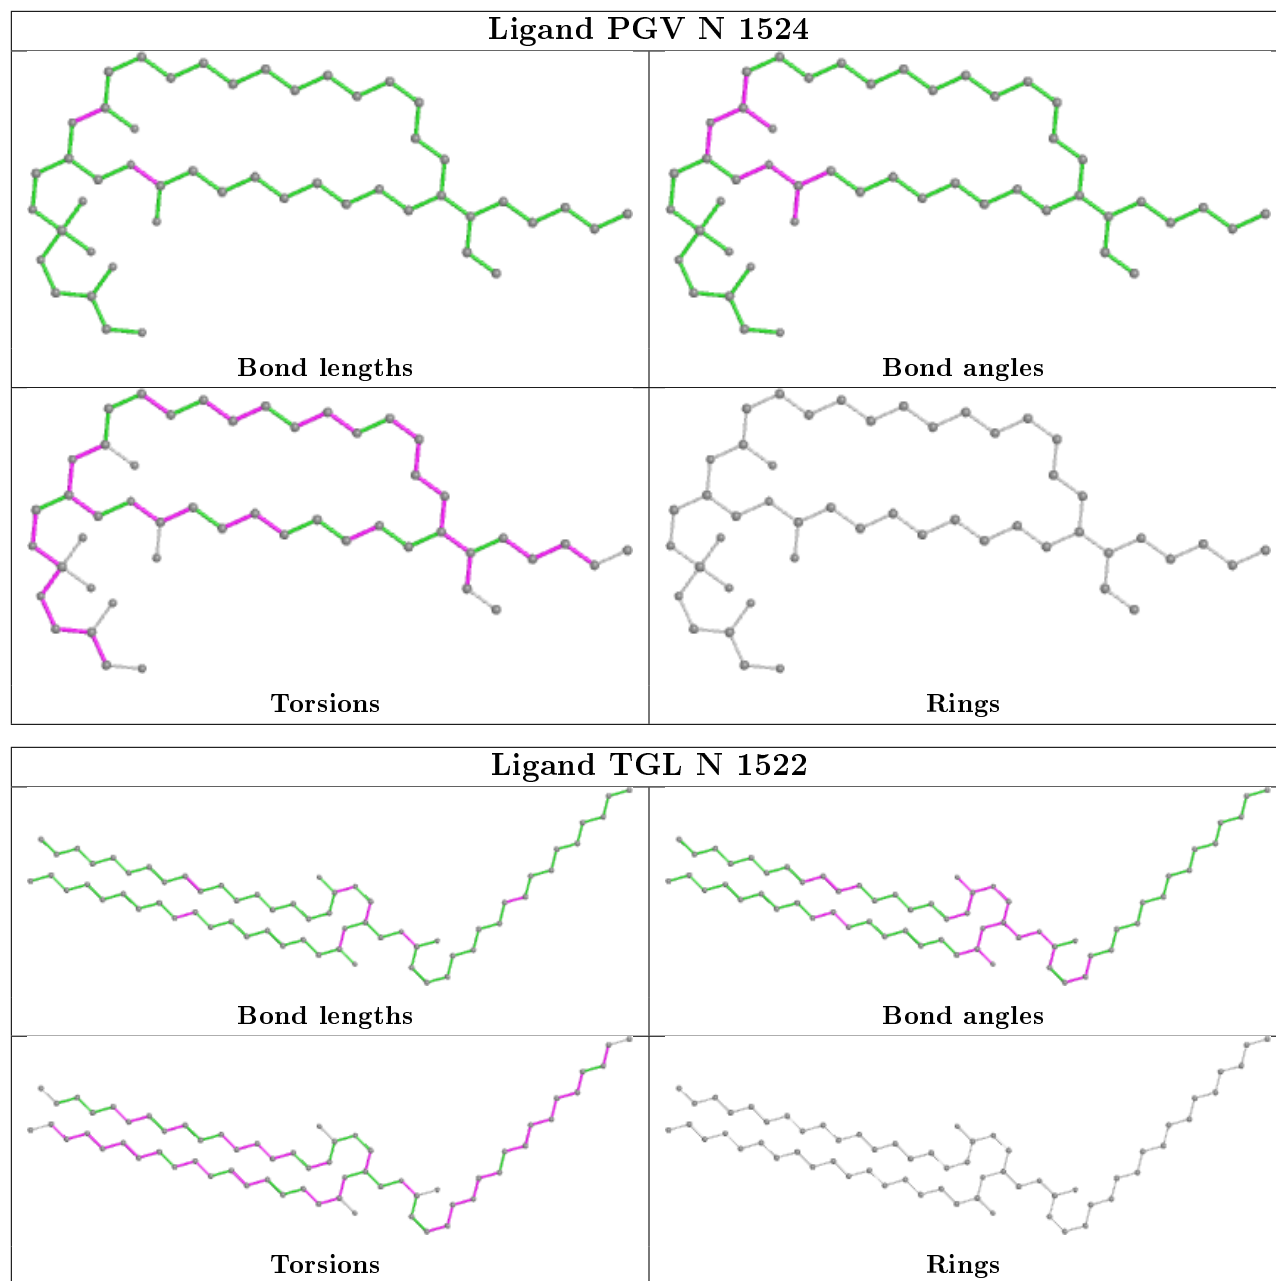 Ligand PGV N 1524
Bond lengths
Bond angles
Torsions
Rings
Ligand TGL N 1522
Bond lengths
Bond angles
Torsions
Rings